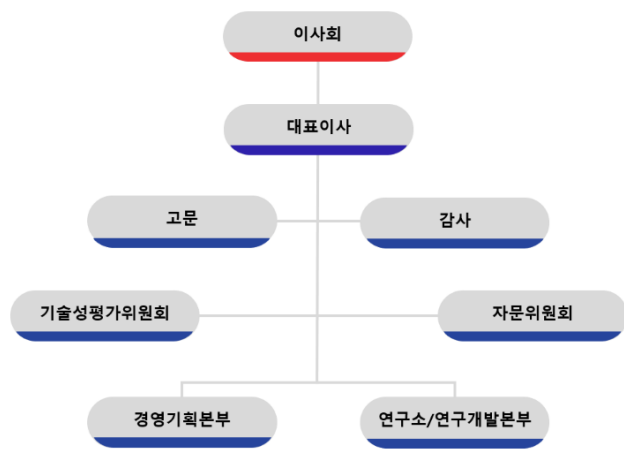 이사회
대표이사
고문
감사
기술성평가위원회
자문위원회
경영기획본부
연구소/연구개발본부